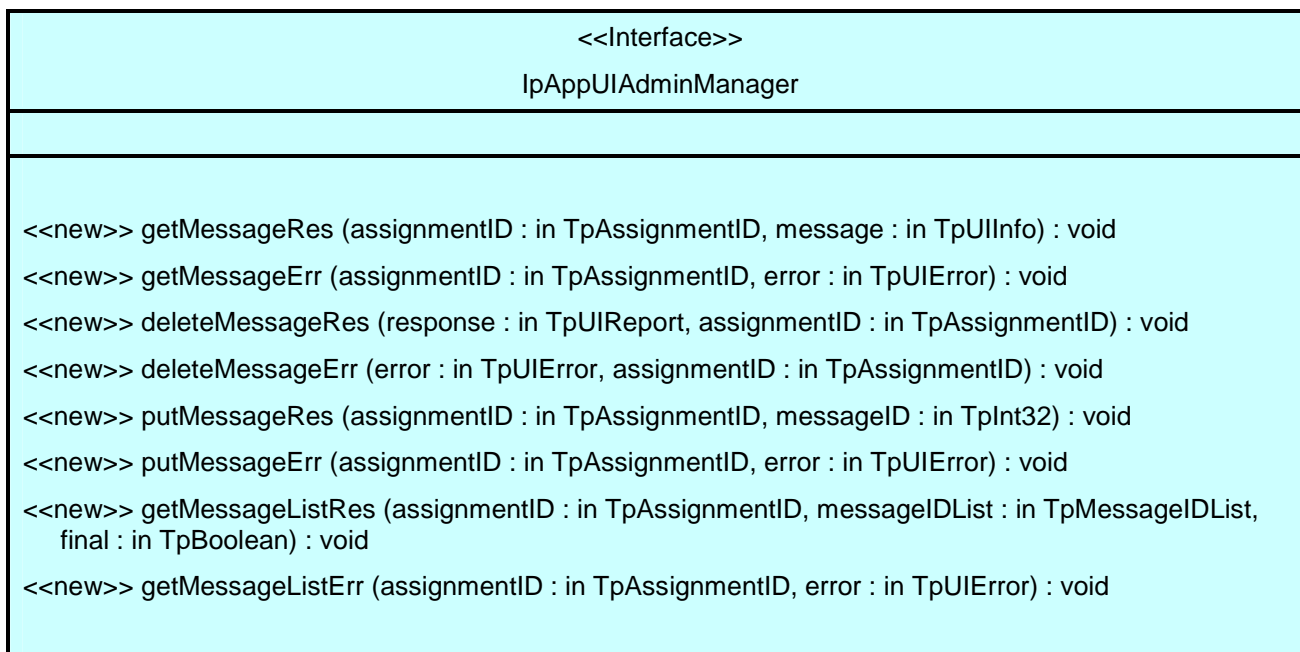 <<Interface>>
IpAppUIAdminManager
<<new>> getMessageRes (assignmentID : in TpAssignmentID, message : in TpUIInfo) : void
<<new>> getMessageErr (assignmentID : in TpAssignmentID, error : in TpUIError) : void
<<new>> deleteMessageRes (response : in TpUIReport, assignmentID : in TpAssignmentID) : void
<<new>> deleteMessageErr (error : in TpUIError, assignmentID : in TpAssignmentID) : void
<<new>> putMessageRes (assignmentID : in TpAssignmentID, messageID : in TpInt32) : void
<<new>> putMessageErr (assignmentID : in TpAssignmentID, error : in TpUIError) : void
<<new>> getMessageListRes (assignmentID : in TpAssignmentID, messageIDList : in TpMessageIDList,
final : in TpBoolean) : void
<<new>> getMessageListErr (assignmentID : in TpAssignmentID, error : in TpUIError) : void